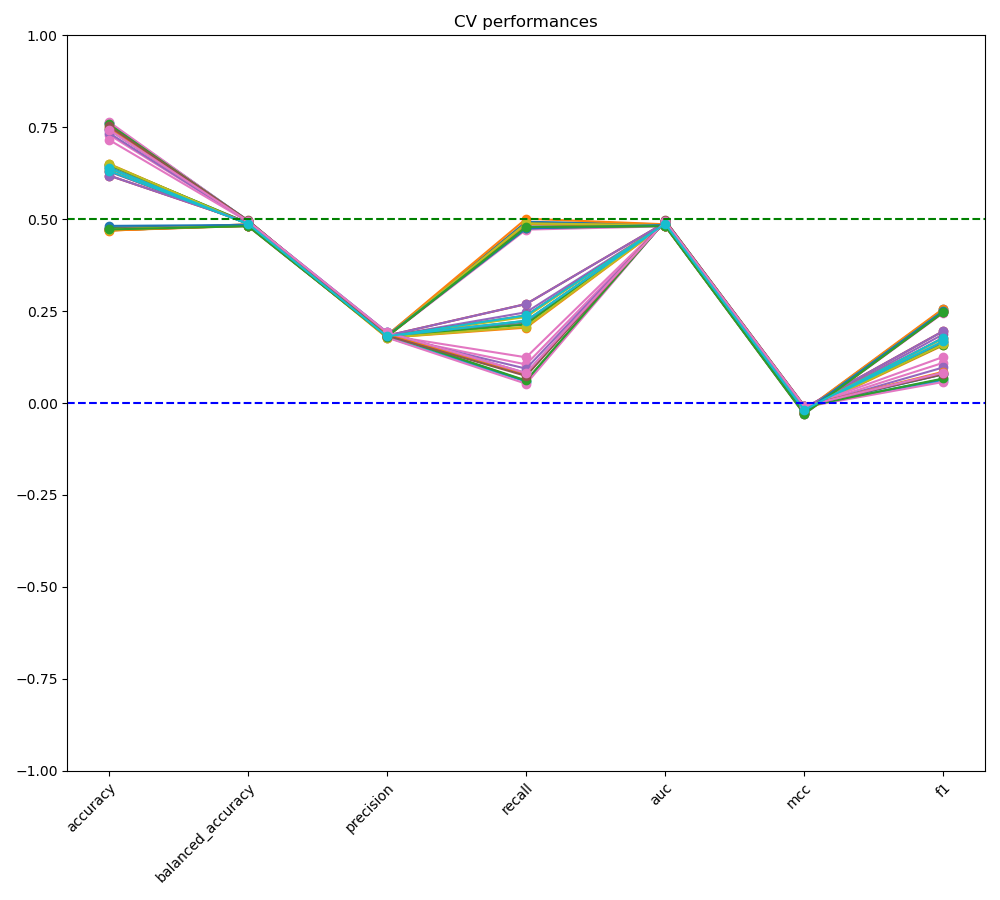 CV performances
1.00
0.75
0.50
0.25
0.00
−0.25
−0.50
−0.75
−1.00
accuracy
balanced_accuracy
precision
recall
auc
mcc
f1